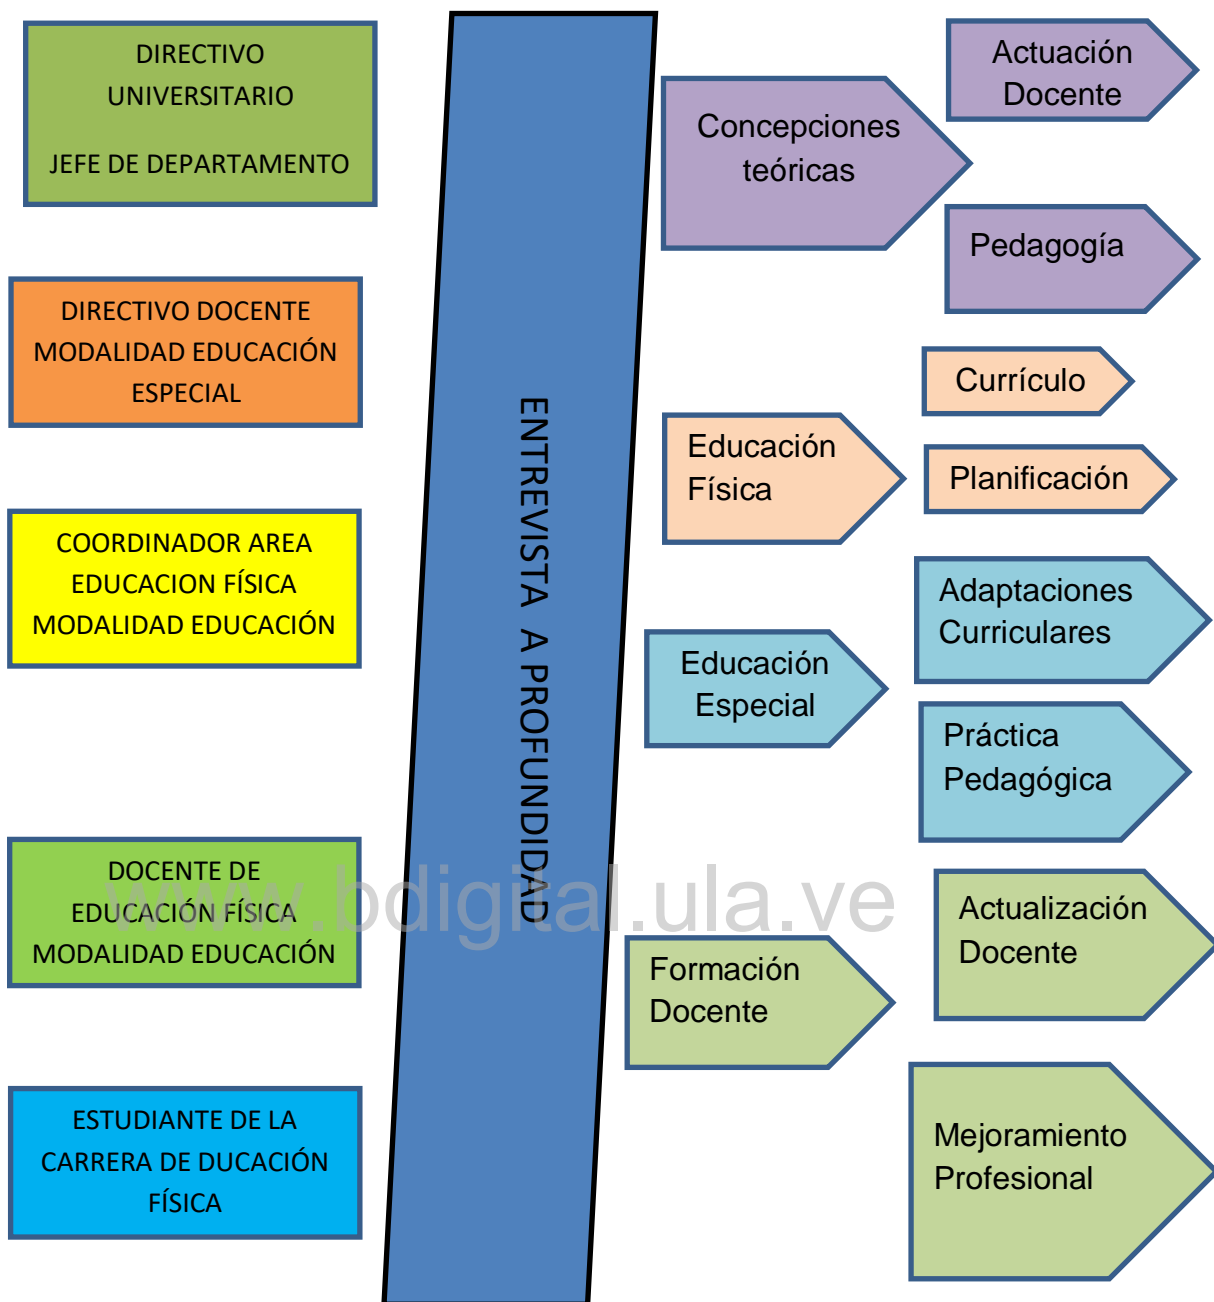 DIRECTIVO
UNIVERSITARIO
JEFE DE DEPARTAMENTO
DIRECTIVO DOCENTE
MODALIDAD EDUCACIÓN
ESPECIAL
COORDINADOR AREA
EDUCACION FÍSICA
MODALIDAD EDUCACIÓN
DOCENTE DE
EDUCACIÓN FÍSICA
MODALIDAD EDUCACIÓN
ESTUDIANTE DE LA
CARRERA DE DUCACIÓN
FÍSICA
ENTREVISTA A PROFUNDIDAD
Concepciones
teóricas
Actuación
Docente
Pedagogía
Educación
Física
Currículo
Planificación
Educación
Especial
Adaptaciones
Curriculares
Práctica
Pedagógica
Formación
Docente
Actualización
Docente
Mejoramiento
Profesional
www.bdigital.ula.ve